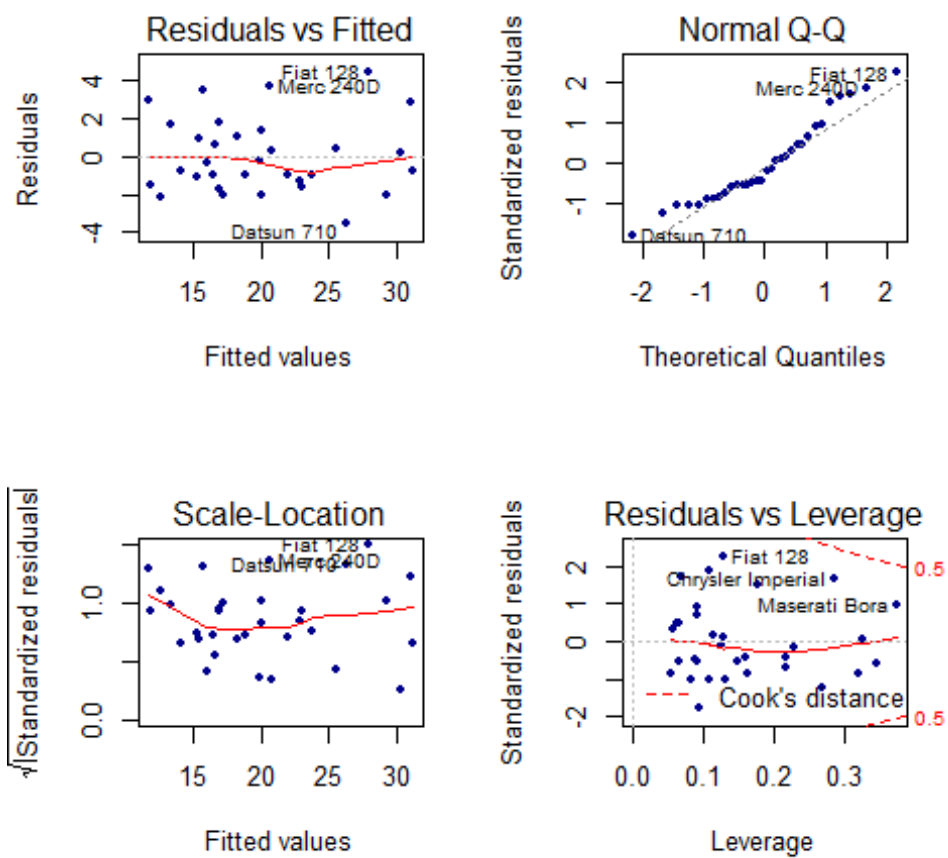 Residuals vs Fitted
Residuals
4
2
0
-4
Fiat 128
Merc 240D
Datsun 710
15 20 25 30
Fitted values
Normal Q-Q
Standardized residuals
2
1
0
-1
Fiat 128
Merc 240D
Datsun 710
-2 -1 0 1 2
Theoretical Quantiles
Scale-Location
√|Standardized residuals|
1.0
0.0
Fiat 128
Datsun 710
Merc 240D
15 20 25 30
Fitted values
Residuals vs Leverage
Standardized residuals
2
1
0
-2
Fiat 128
Chrysler Imperial
Maserati Bora
Cook's distance
0.5
0.5
0.0 0.1 0.2 0.3
Leverage